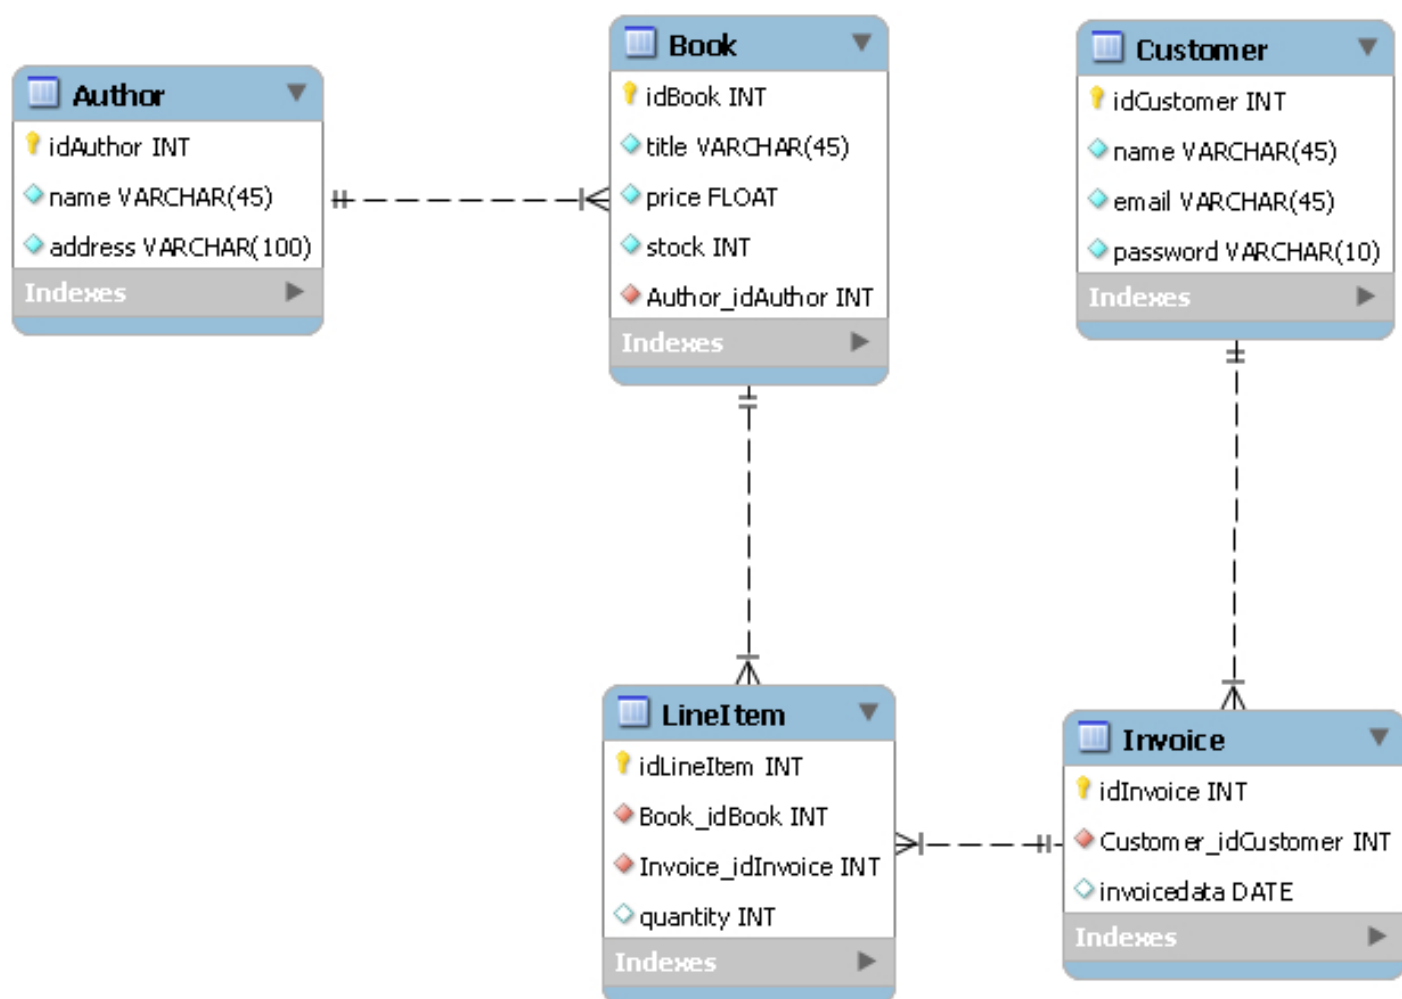 Author
idAuthor INT
name VARCHAR(45)
address VARCHAR(100)
Indexes
Book
idBook INT
title VARCHAR(45)
price FLOAT
stock INT
Author_idAuthor INT
Indexes
Customer
idCustomer INT
name VARCHAR(45)
email VARCHAR(45)
password VARCHAR(10)
Indexes
LineItem
idLineItem INT
Book_idBook INT
Invoice_idInvoice INT
quantity INT
Indexes
Invoice
idInvoice INT
Customer_idCustomer INT
invoicedata DATE
Indexes